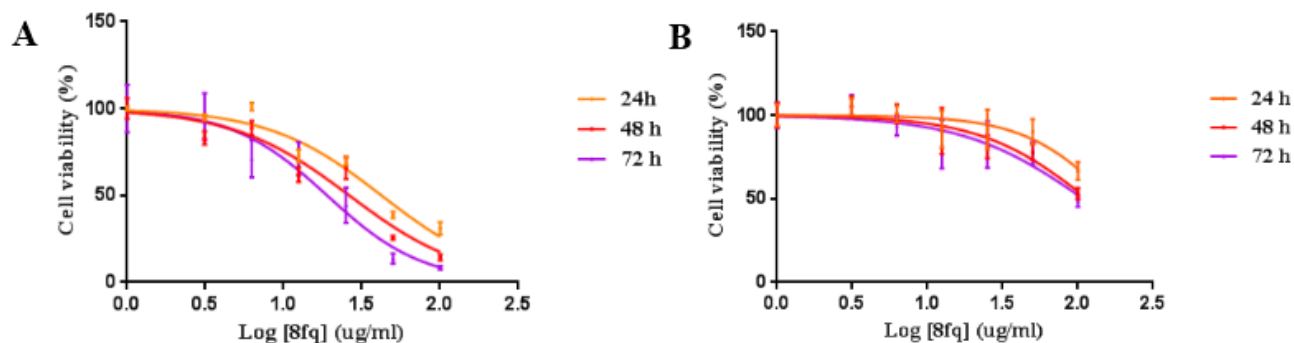 A
150
100
50
0
Cell viability (%)
0.0 0.5 1.0 1.5 2.0 2.5
Log [8fq] (ug/ml)
24h
48 h
72 h
B
150
100
50
0
Cell viability (%)
0.0 0.5 1.0 1.5 2.0 2.5
Log [8fq] (ug/ml)
24 h
48 h
72 h